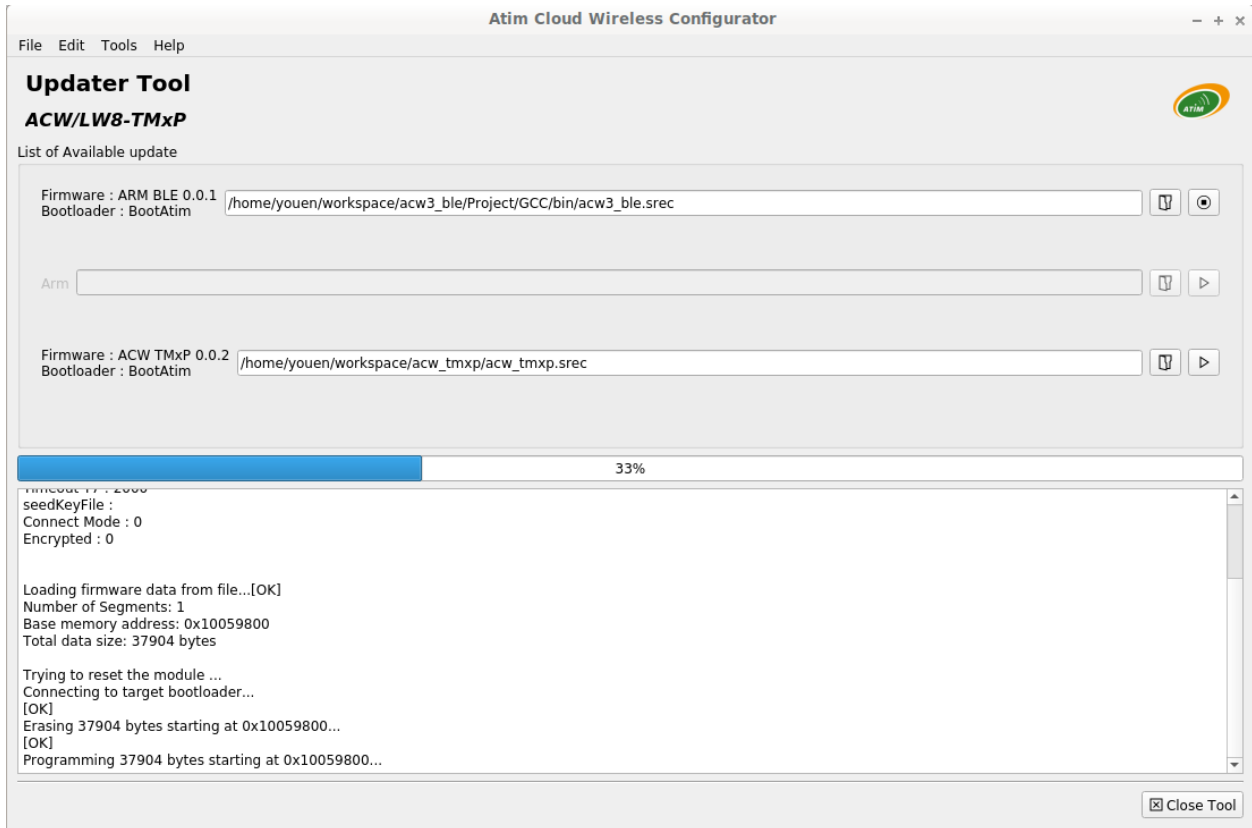 Atim Cloud Wireless Configurator
File Edit Tools Help
Updater Tool
ACW/LW8-TMxP
ATIM
List of Available update
Firmware : ARM BLE 0.0.1
Bootloader : BootAtim
/home/youen/workspace/acw3_ble/Project/GCC/bin/acw3_ble.srec
Arm
Firmware : ACW TMxP 0.0.2
Bootloader : BootAtim
/home/youen/workspace/acw_tmxp/acw_tmxp.srec
33%
seedKeyFile :
Connect Mode : 0
Encrypted : 0
Loading firmware data from file...[OK]
Number of Segments: 1
Base memory address: 0x10059800
Total data size: 37904 bytes
Trying to reset the module ...
Connecting to target bootloader...
[OK]
Erasing 37904 bytes starting at 0x10059800...
[OK]
Programming 37904 bytes starting at 0x10059800...
Close Tool